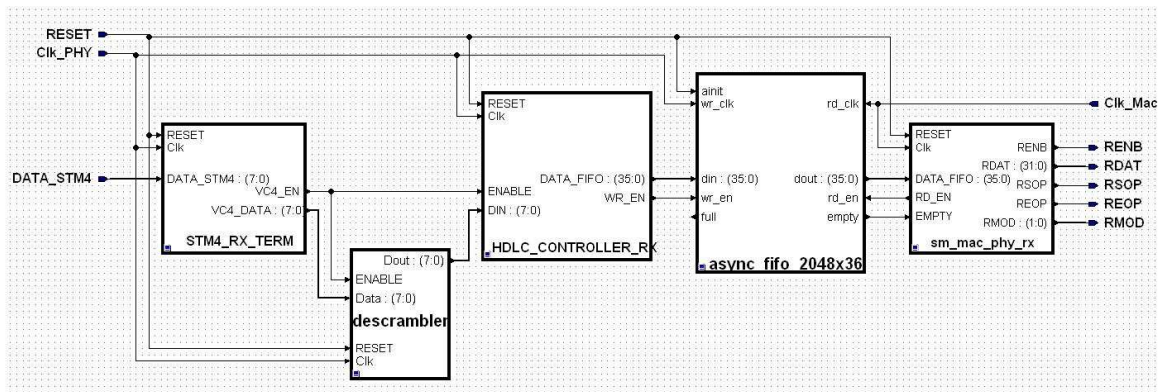 RESET
Clk_PHY
DATA_STM4
RESET
Clk
DATA_STM4 : (7:0)
VC4_EN
VC4_DATA : (7:0)
STM4_RX_TERM
Dout : (7:0)
ENABLE
Data : (7:0)
descrambler
RESET
Clk
RESET
Clk
DATA_FIFO : (35:0)
ENABLE
WR_EN
DIN : (7:0)
HDLC_CONTROLLER_RX
ainit
wr_clk
rd_clk
din : (35:0)
dout : (35:0)
wr_en
rd_en
full
empty
async_fifo_2048x36
RESET
Clk
RENB
RDAT : (31:0)
DATA_FIFO : (35:0)
RSOP
RD_EN
REOP
EMPTY
RMOD : (1:0)
sm_mac_phy_rx
Clk_Mac
RENB
RDAT
RSOP
REOP
RMOD